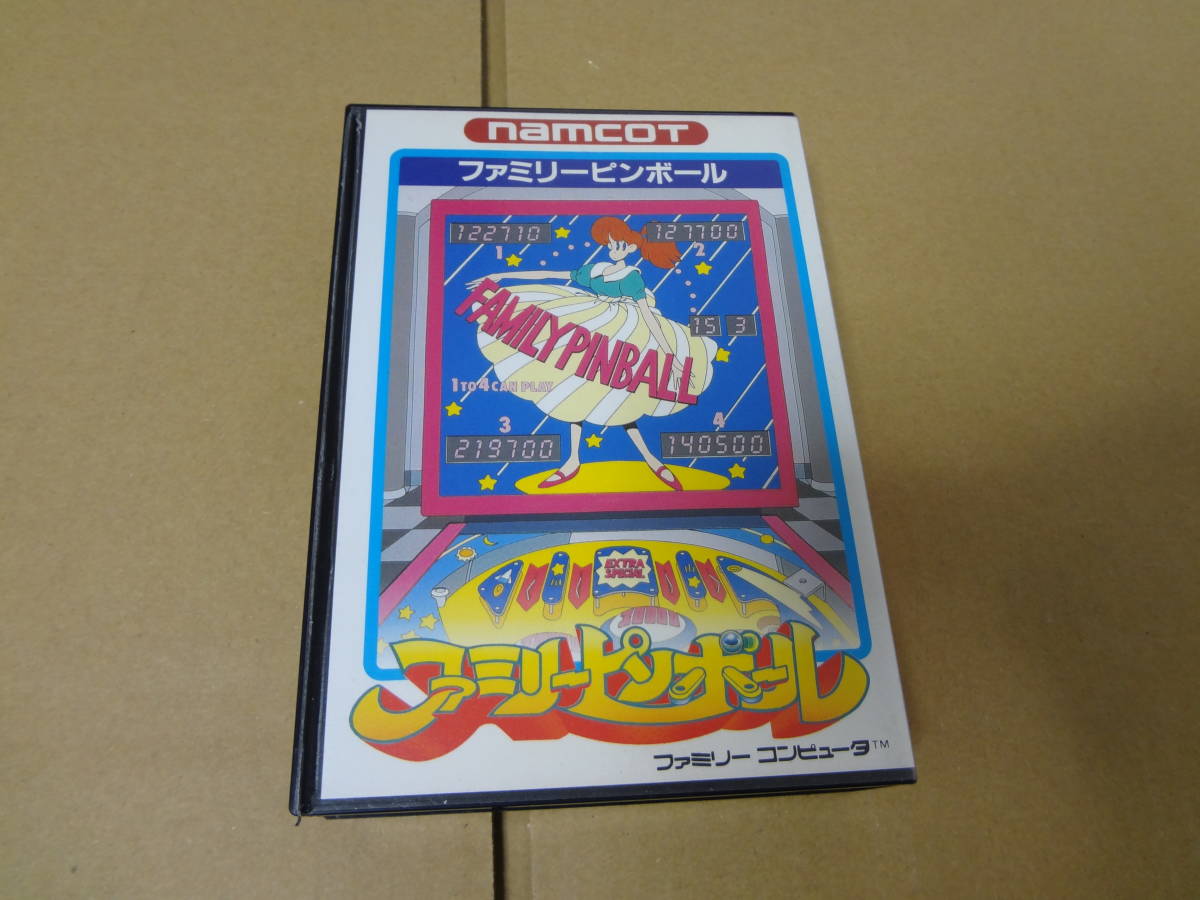 namcoT
ファミリーピンボール
122710
127700
1
2
FAMILY PINBALL
15 3
1 TO 4 CAN PLAY
3
4
219700
140500
EXTRA
SPECIAL
ファミリーピンボール
ファミリー コンピュータ™